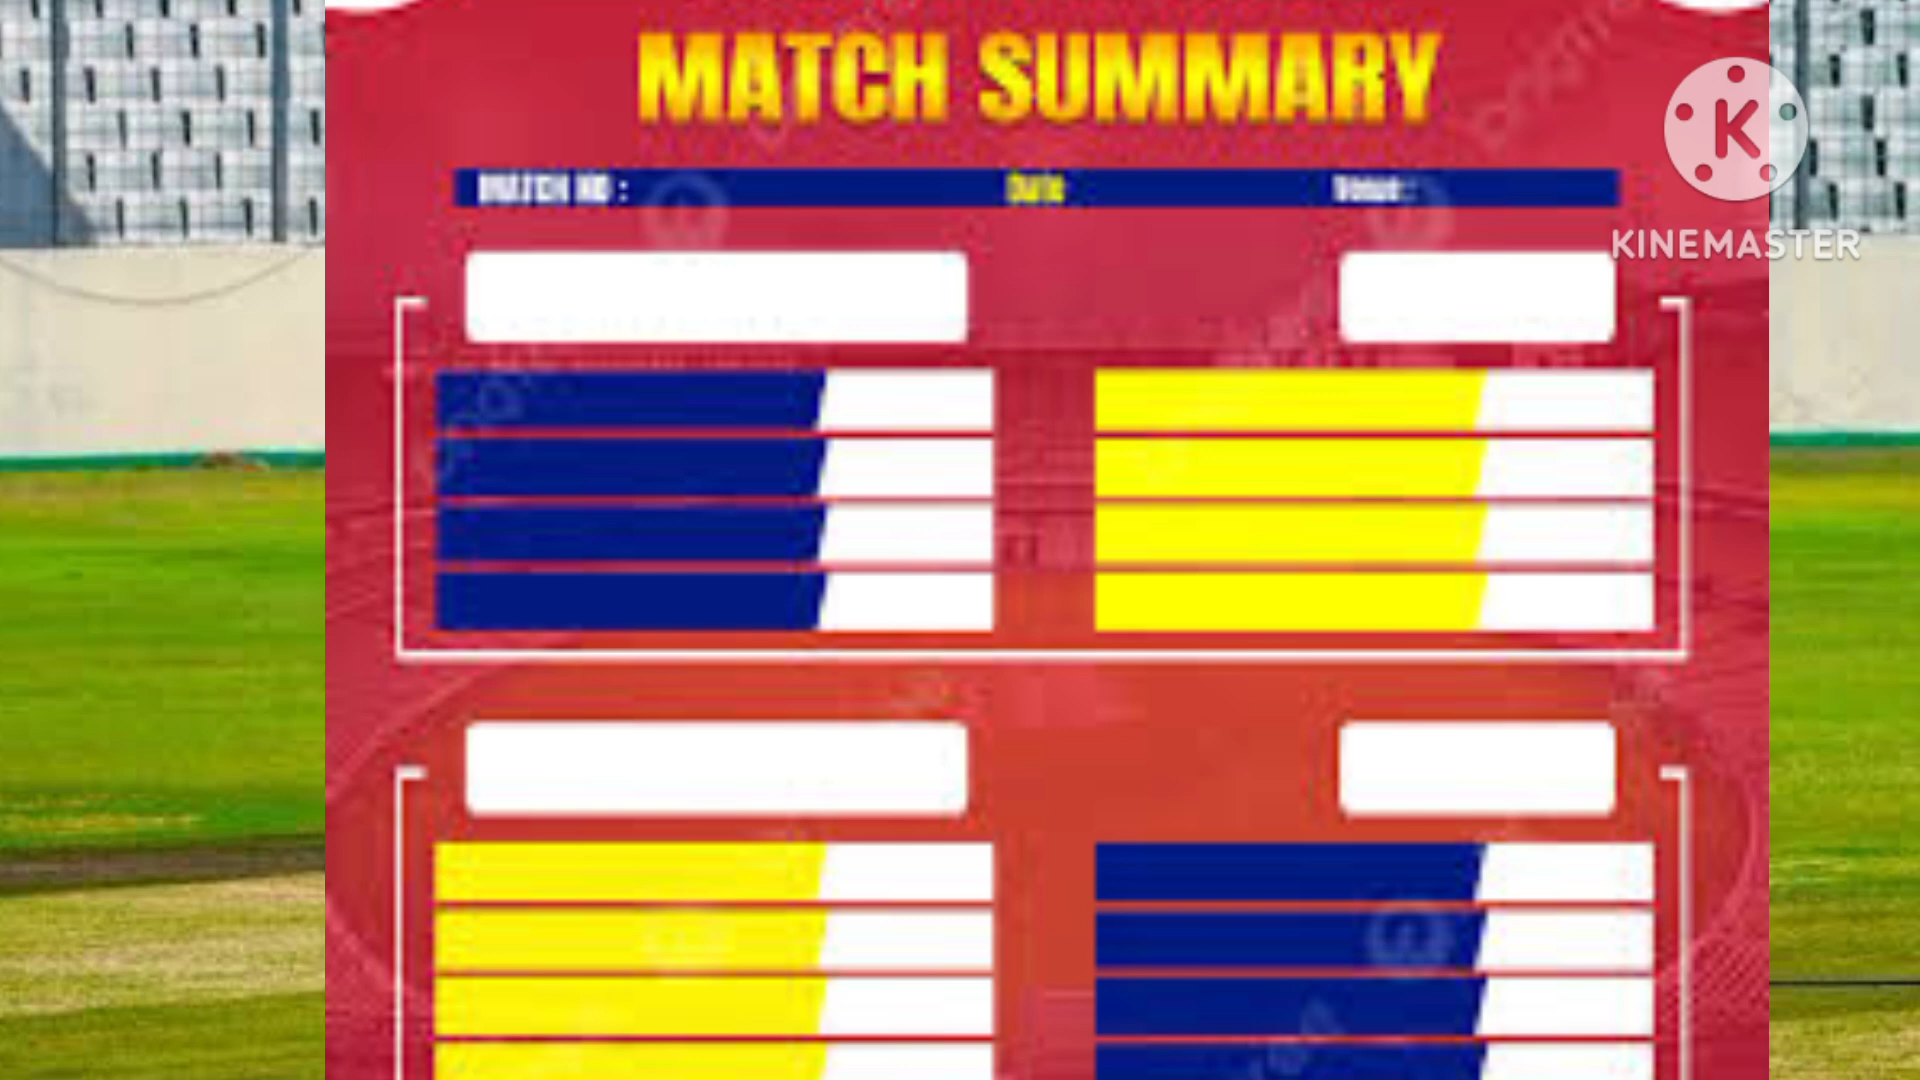 MATCH SUMMARY
MATCH NO :
Date
Venue :
K
KINEMASTER